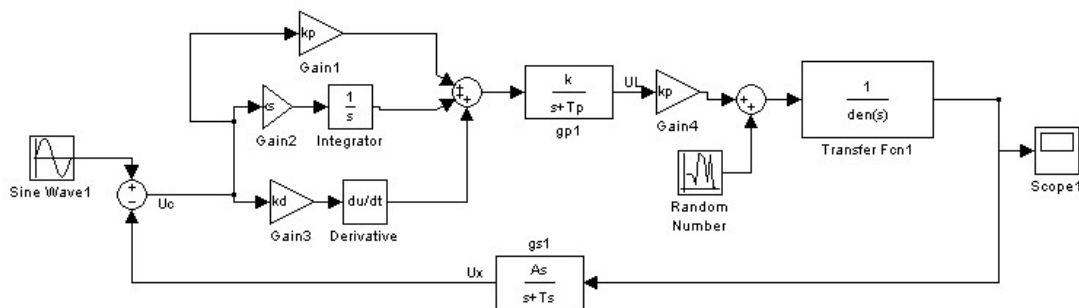 kp
Gain1
Gain2
1
s
Integrator
kd
Gain3
du/dt
Derivative
Sine Wave1
+
−
Uc
+
+
+
k
s+Tp
gp1
UL
kp
Gain4
+
+
Random
Number
1
den(s)
Transfer Fcn1
Scope1
gs1
As
s+Ts
Ux